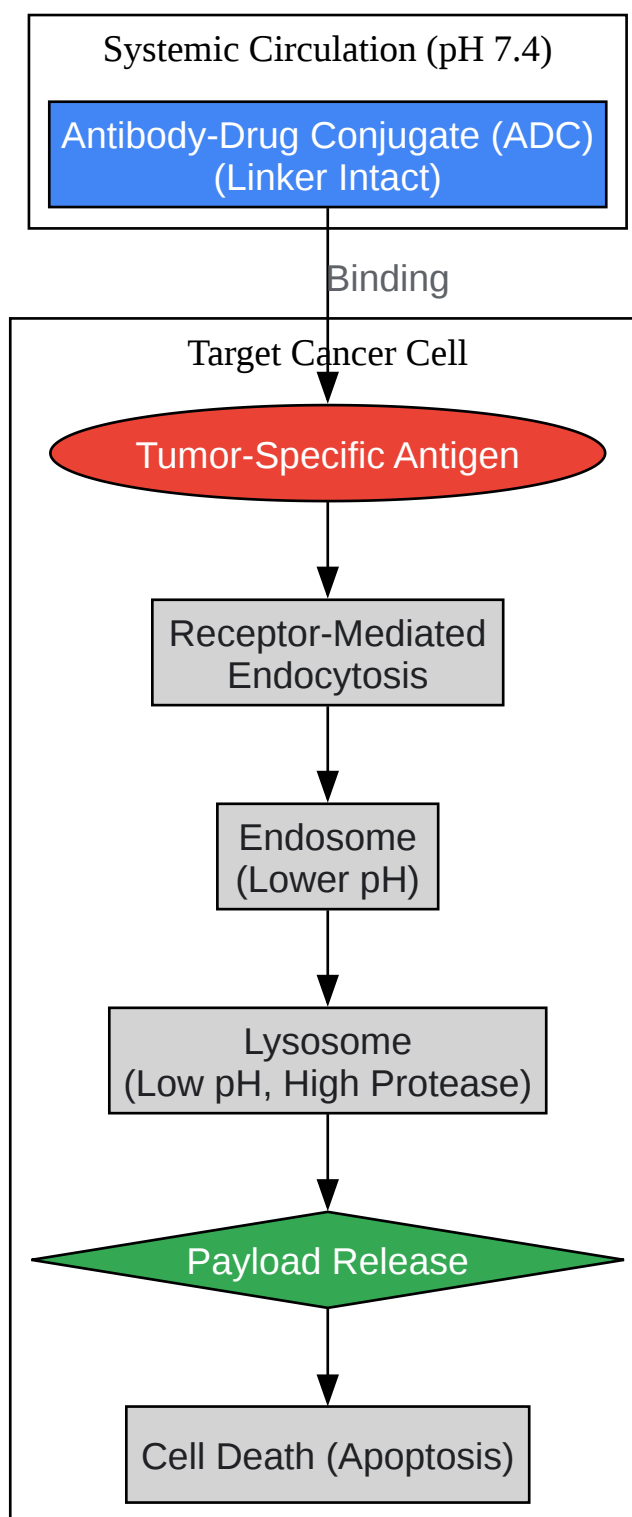 Systemic Circulation (pH 7.4)
Antibody-Drug Conjugate (ADC)
(Linker Intact)
Binding
Target Cancer Cell
Tumor-Specific Antigen
Receptor-Mediated
Endocytosis
Endosome
(Lower pH)
Lysosome
(Low pH, High Protease)
Payload Release
Cell Death (Apoptosis)